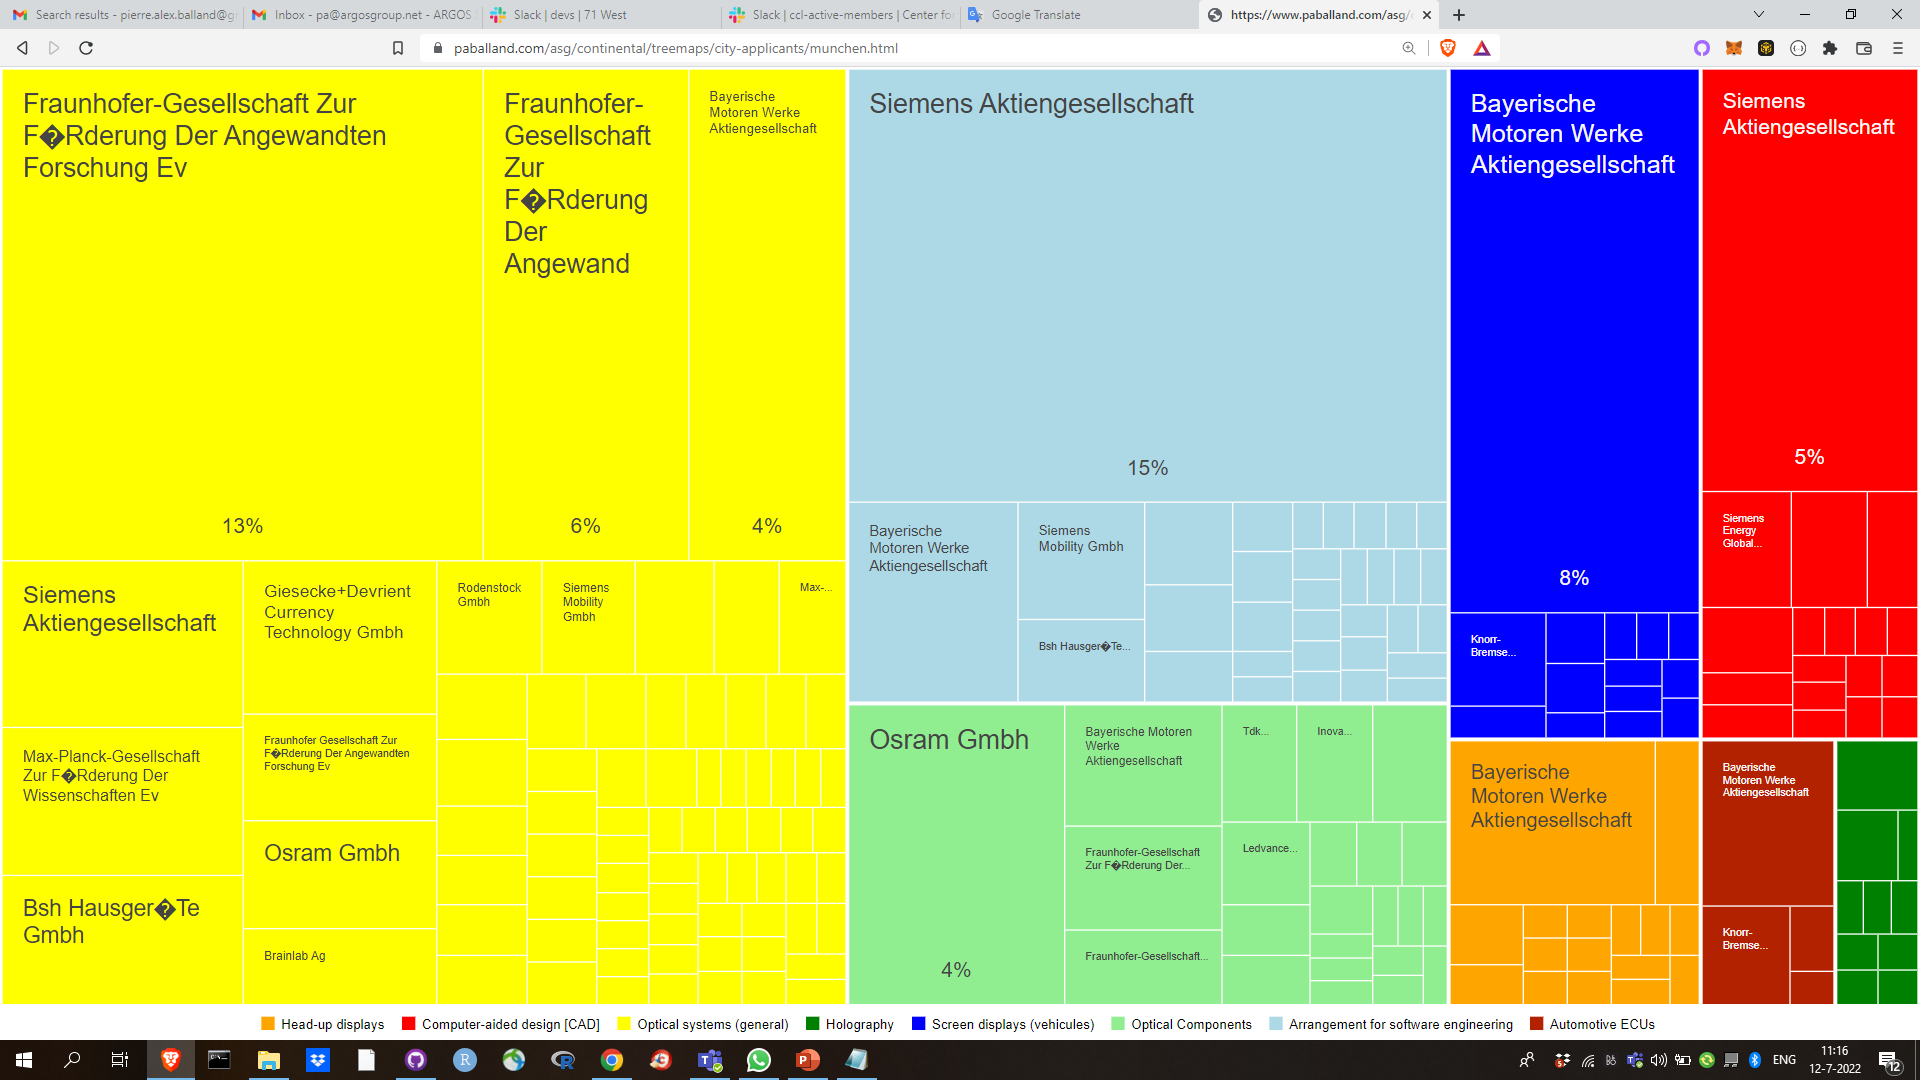 Search results - pierre.alex.balland@g
Inbox - pa@argosgroup.net - ARGOS
Slack | devs | 71 West
Slack | ccl-active-members | Center fo
Google Translate
https://www.paballand.com/asg/
paballand.com/asg/continental/treemaps/city-applicants/munchen.html
Fraunhofer-Gesellschaft Zur
F�Rderung Der Angewandten
Forschung Ev
13%
Fraunhofer-
Gesellschaft
Zur
F�Rderung
Der
Angewand
6%
Bayerische
Motoren Werke
Aktiengesellschaft
4%
Siemens
Aktiengesellschaft
Max-Planck-Gesellschaft
Zur F�Rderung Der
Wissenschaften Ev
Bsh Hausger�Te
Gmbh
Giesecke+Devrient
Currency
Technology Gmbh
Fraunhofer Gesellschaft Zur
F�Rderung Der Angewandten
Forschung Ev
Osram Gmbh
Brainlab Ag
Rodenstock
Gmbh
Siemens
Mobility
Gmbh
Max-...
Siemens Aktiengesellschaft
15%
Bayerische
Motoren Werke
Aktiengesellschaft
Siemens
Mobility Gmbh
Bsh Hausger�Te...
Osram Gmbh
4%
Bayerische Motoren
Werke
Aktiengesellschaft
Fraunhofer-Gesellschaft
Zur F�Rderung Der...
Fraunhofer-Gesellschaft...
Tdk...
Inova...
Ledvance...
Bayerische
Motoren Werke
Aktiengesellschaft
8%
Knorr-
Bremse...
Siemens
Aktiengesellschaft
5%
Siemens
Energy
Global...
Bayerische
Motoren Werke
Aktiengesellschaft
Bayerische
Motoren Werke
Aktiengesellschaft
Knorr-
Bremse...
Head-up displays
Computer-aided design [CAD]
Optical systems (general)
Holography
Screen displays (vehicules)
Optical Components
Arrangement for software engineering
Automotive ECUs
ENG
11:16
12-7-2022
12